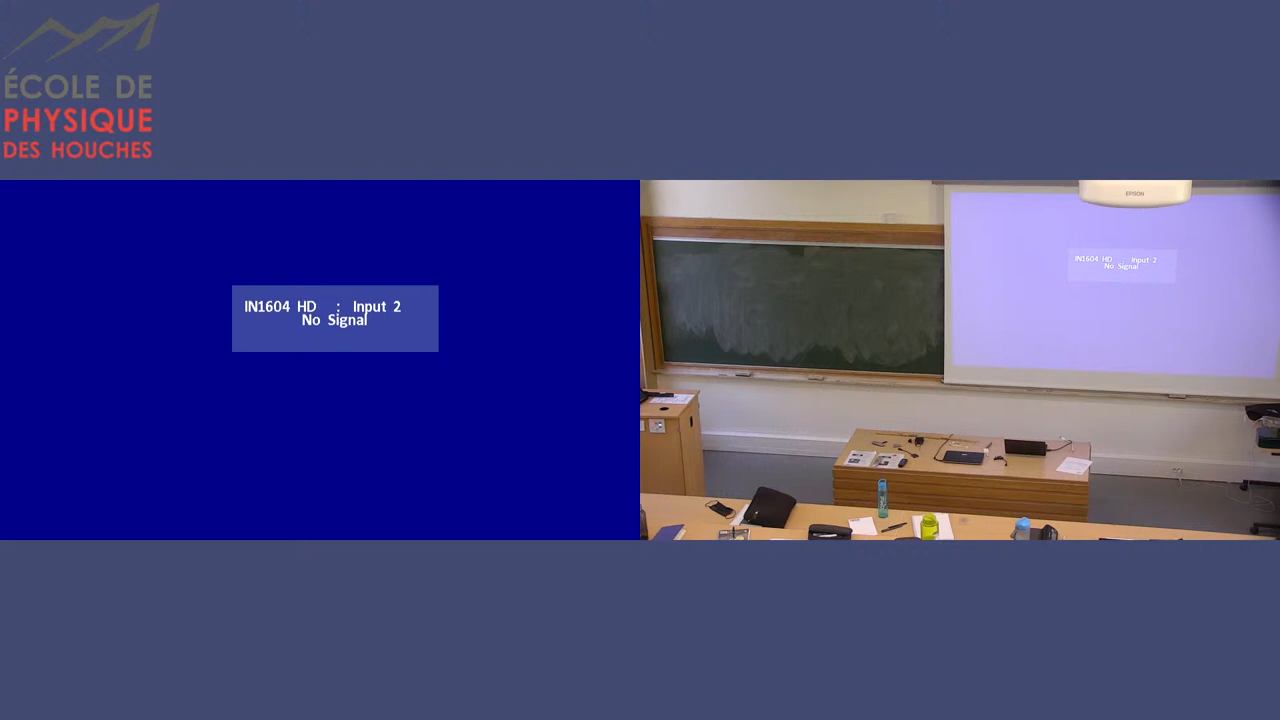 ÉCOLE DE
PHYSIQUE
DES HOUCHES
IN1604 HD : Input 2
No Signal
EPSON
IN1604 HD : Input 2
No Signal